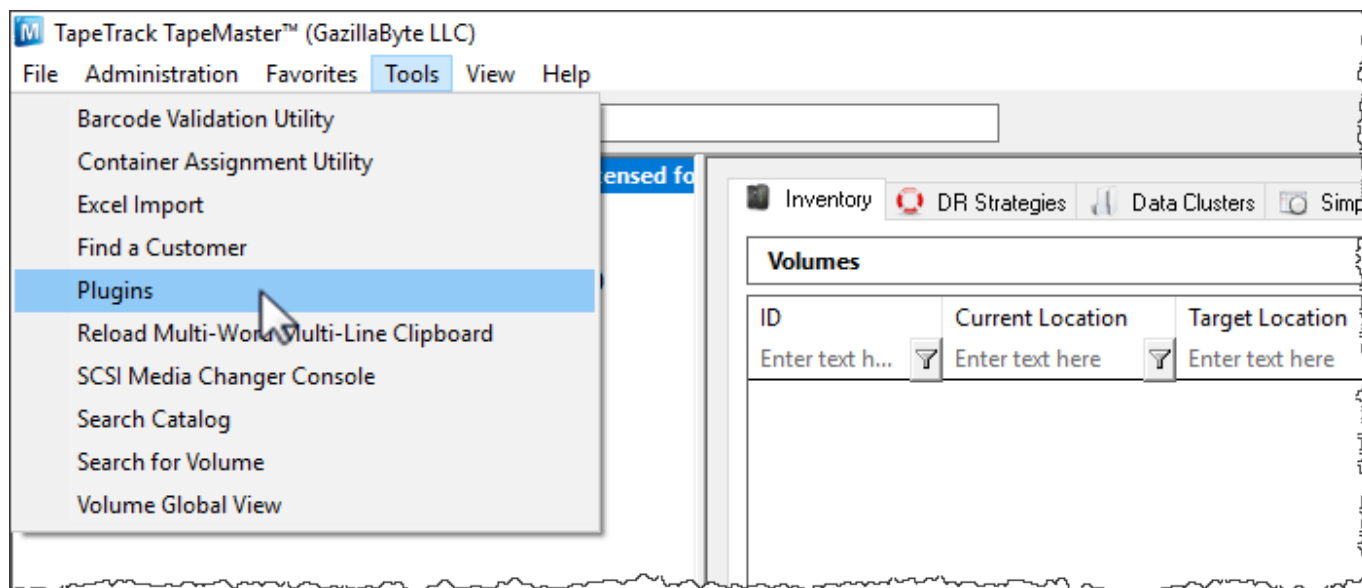 TapeTrack TapeMaster™ (GazillaByte LLC)
File Administration Favorites Tools View Help
Barcode Validation Utility
Container Assignment Utility
Excel Import
Find a Customer
Plugins
Reload Multi-Word Multi-Line Clipboard
SCSI Media Changer Console
Search Catalog
Search for Volume
Volume Global View
ensed fo
Inventory DR Strategies Data Clusters Simp
Volumes
ID Current Location Target Location
Enter text h... Enter text here Enter text here